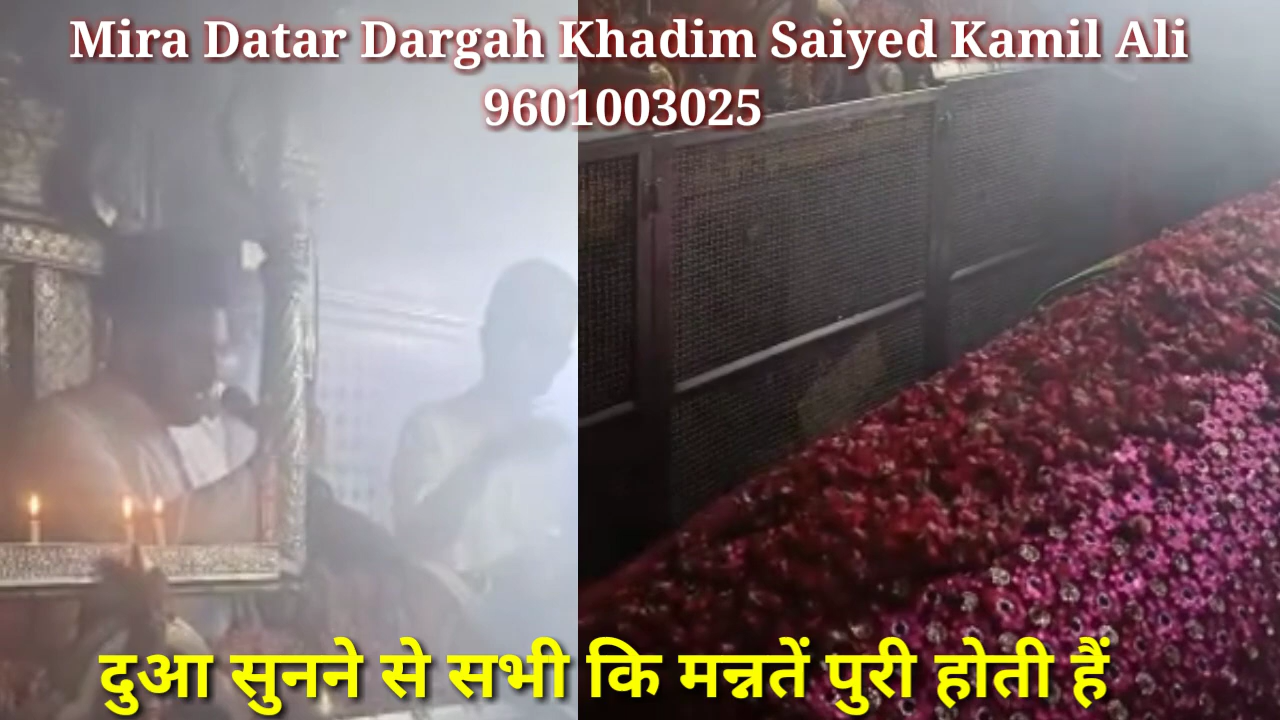 Mira Datar Dargah Khadim Saiyed Kamil Ali
9601003025
दुआ सुनने से सभी कि मन्नतें पुरी होती हैं